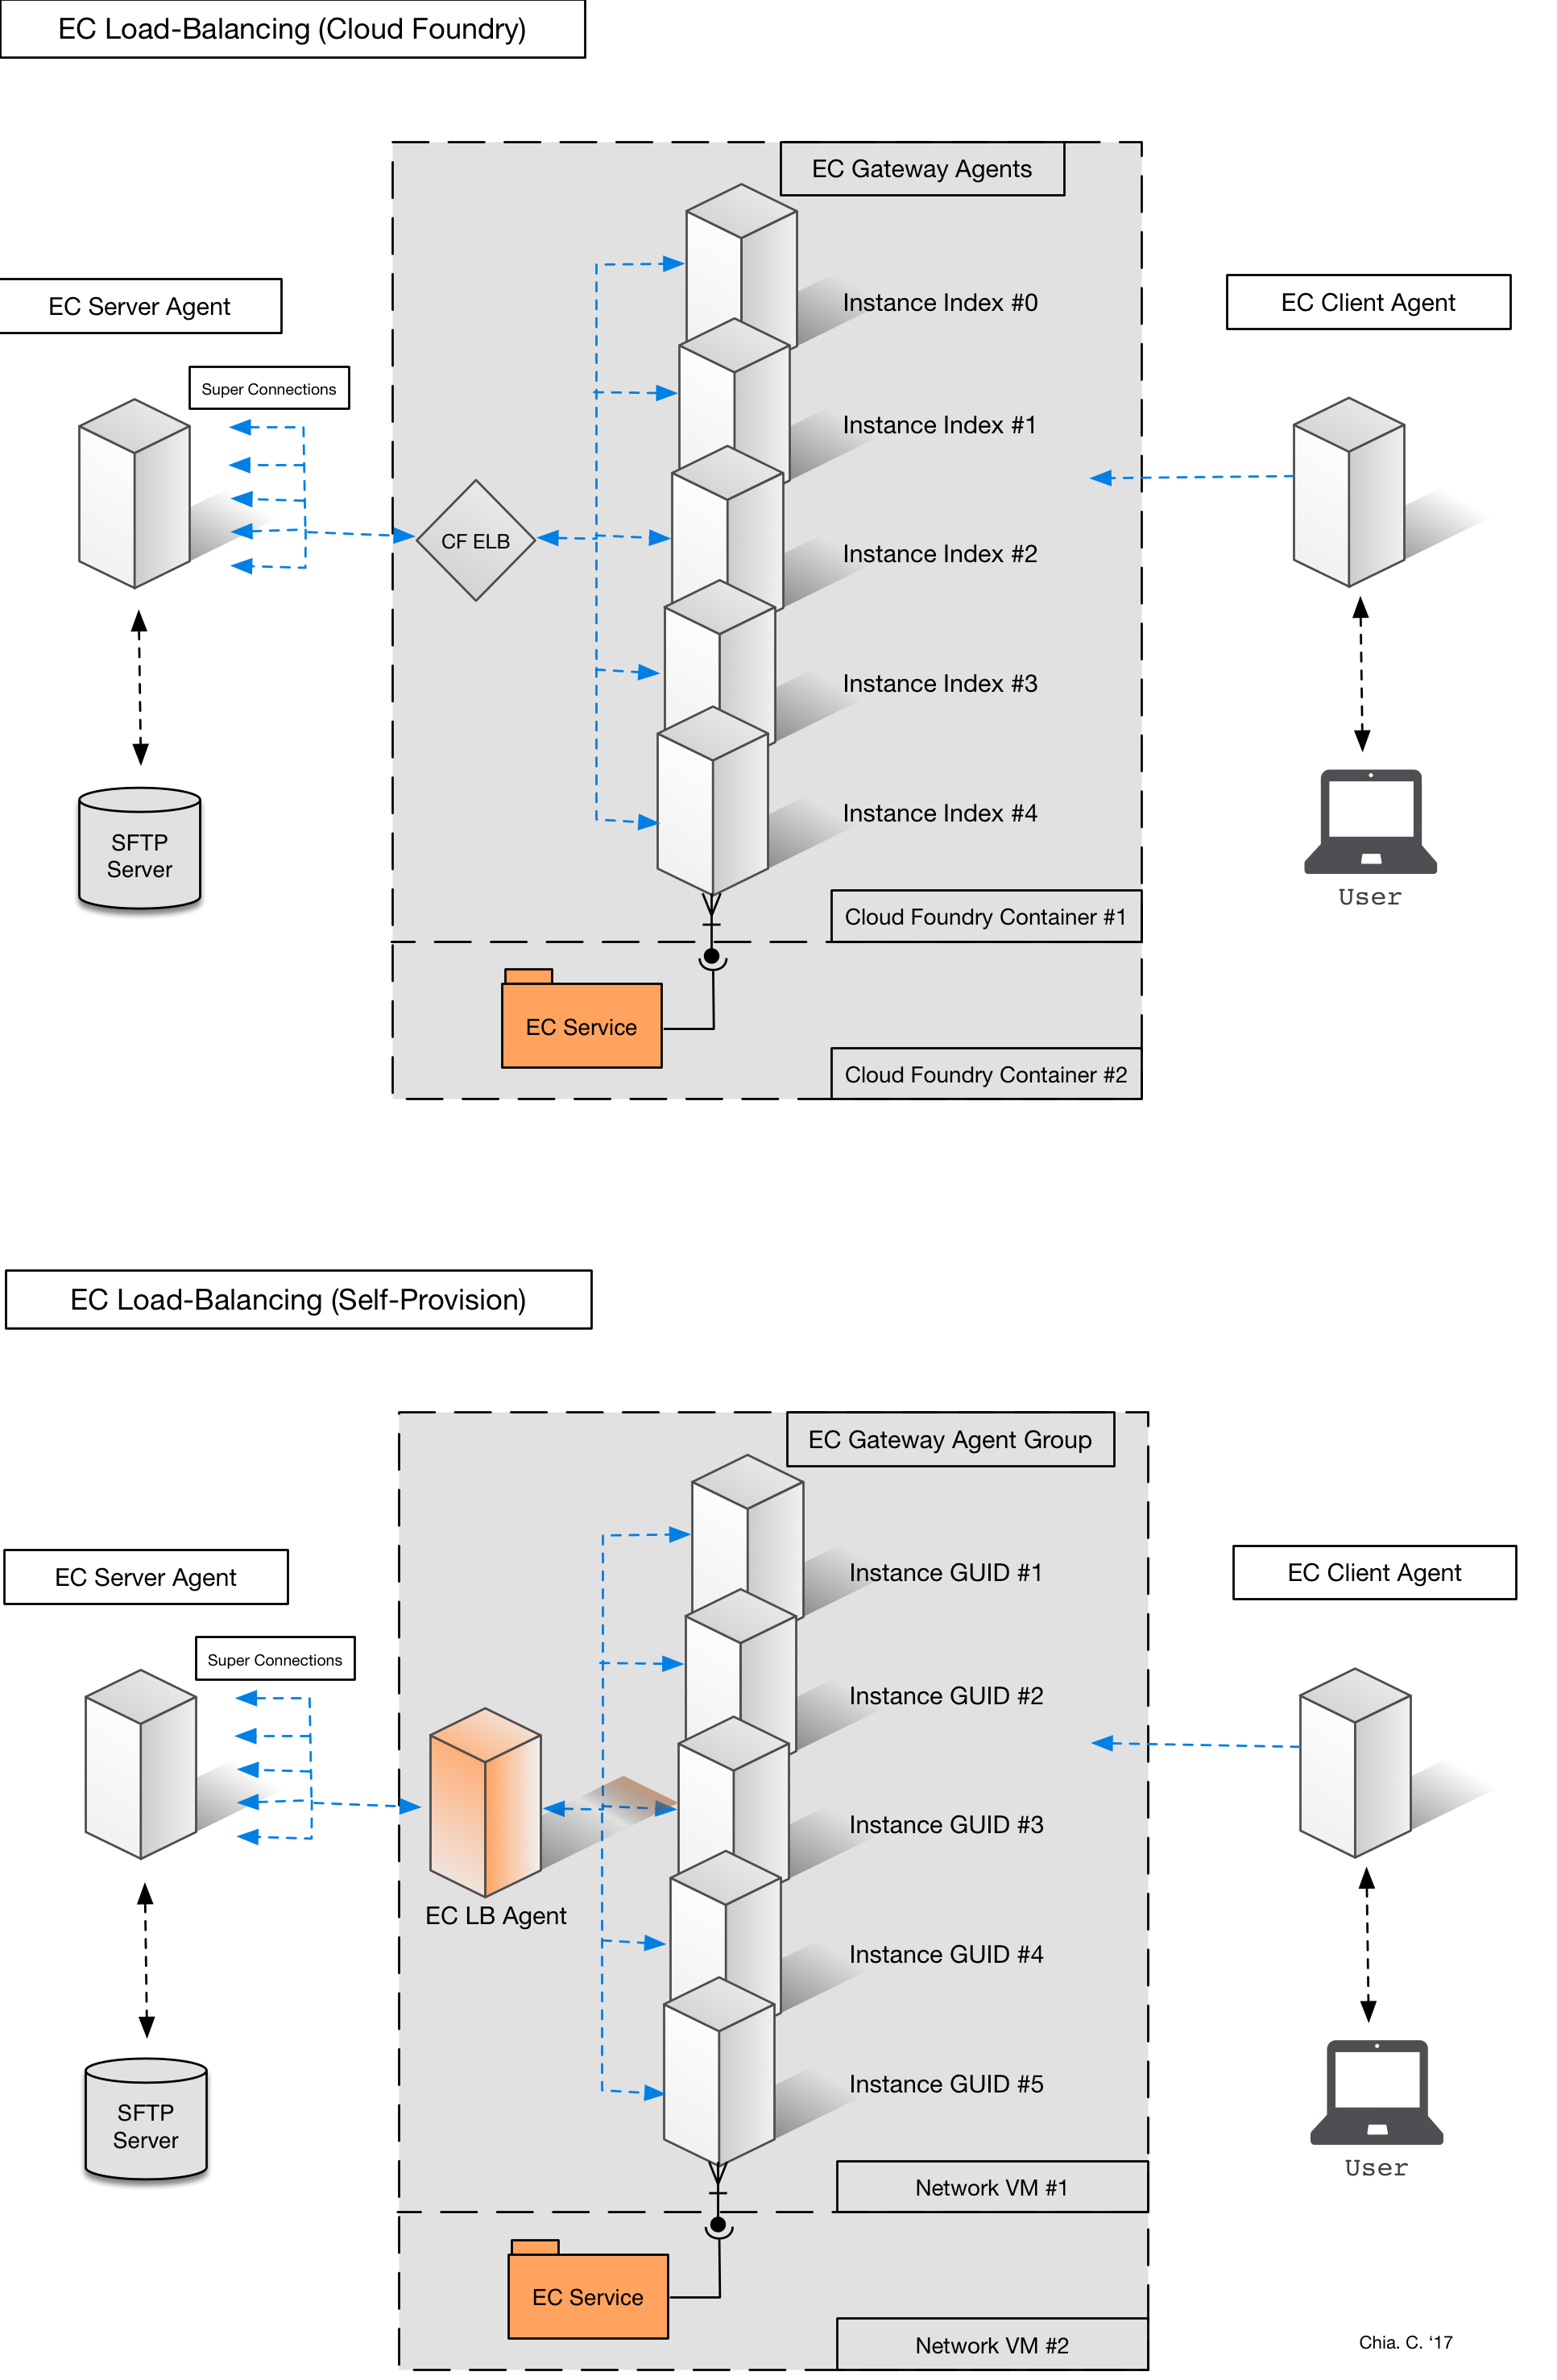 EC Load-Balancing (Cloud Foundry)
EC Gateway Agents
EC Server Agent
Instance Index #0
EC Client Agent
Super Connections
Instance Index #1
CF ELB
Instance Index #2
Instance Index #3
Instance Index #4
SFTP
Server
User
Cloud Foundry Container #1
EC Service
Cloud Foundry Container #2
EC Load-Balancing (Self-Provision)
EC Gateway Agent Group
EC Server Agent
Instance GUID #1
EC Client Agent
Super Connections
Instance GUID #2
Instance GUID #3
EC LB Agent
Instance GUID #4
Instance GUID #5
SFTP
Server
User
Network VM #1
EC Service
Network VM #2
Chia. C. ‘17